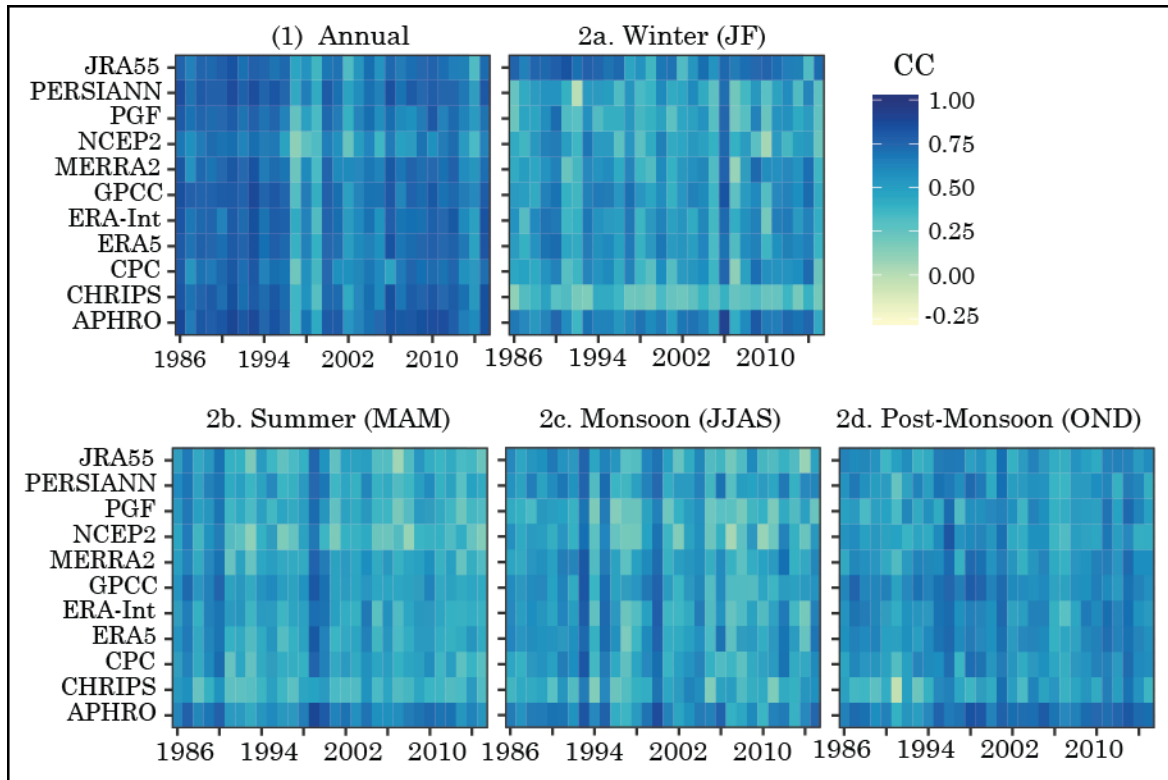 (1) Annual
2a. Winter (JF)
CC
JRA55
PERSIANN
PGF
NCEP2
MERRA2
GPCC
ERA-Int
ERA5
CPC
CHRIPS
APHRO
1986 1994 2002 2010
1986 1994 2002 2010
1.00
0.75
0.50
0.25
0.00
-0.25
2b. Summer (MAM)
2c. Monsoon (JJAS)
2d. Post-Monsoon (OND)
JRA55
PERSIANN
PGF
NCEP2
MERRA2
GPCC
ERA-Int
ERA5
CPC
CHRIPS
APHRO
1986 1994 2002 2010
1986 1994 2002 2010
1986 1994 2002 2010